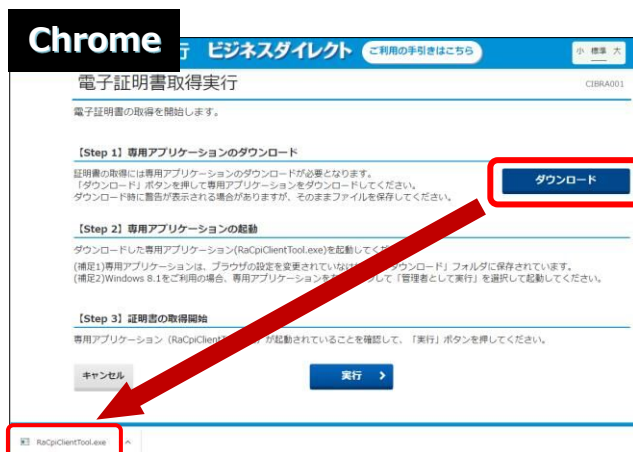 Chrome
行 ビジネスダイレクト ご利用の手引きはこちら 小 標準 大
電子証明書取得実行 CIBRA001
電子証明書の取得を開始します。
【Step 1】専用アプリケーションのダウンロード
証明書の取得には専用アプリケーションのダウンロードが必要となります。
「ダウンロード」ボタンを押して専用アプリケーションをダウンロードしてください。
ダウンロード時に警告が表示される場合がありますが、そのままファイルを保存してください。
ダウンロード
【Step 2】専用アプリケーションの起動
ダウンロードした専用アプリケーション(RaCpiClientTool.exe)を起動してく
(補足1)専用アプリケーションは、ブラウザの設定を変更されていなけ ダウンロード」フォルダに保存されています。
(補足2)Windows 8.1をご利用の場合、専用アプリケーションを して「管理者として実行」を選択して起動してください。
【Step 3】証明書の取得開始
専用アプリケーション（RaCpiClient が起動されていることを確認して、「実行」ボタンを押してください。
キャンセル 実行
RaCpiClientTool.exe